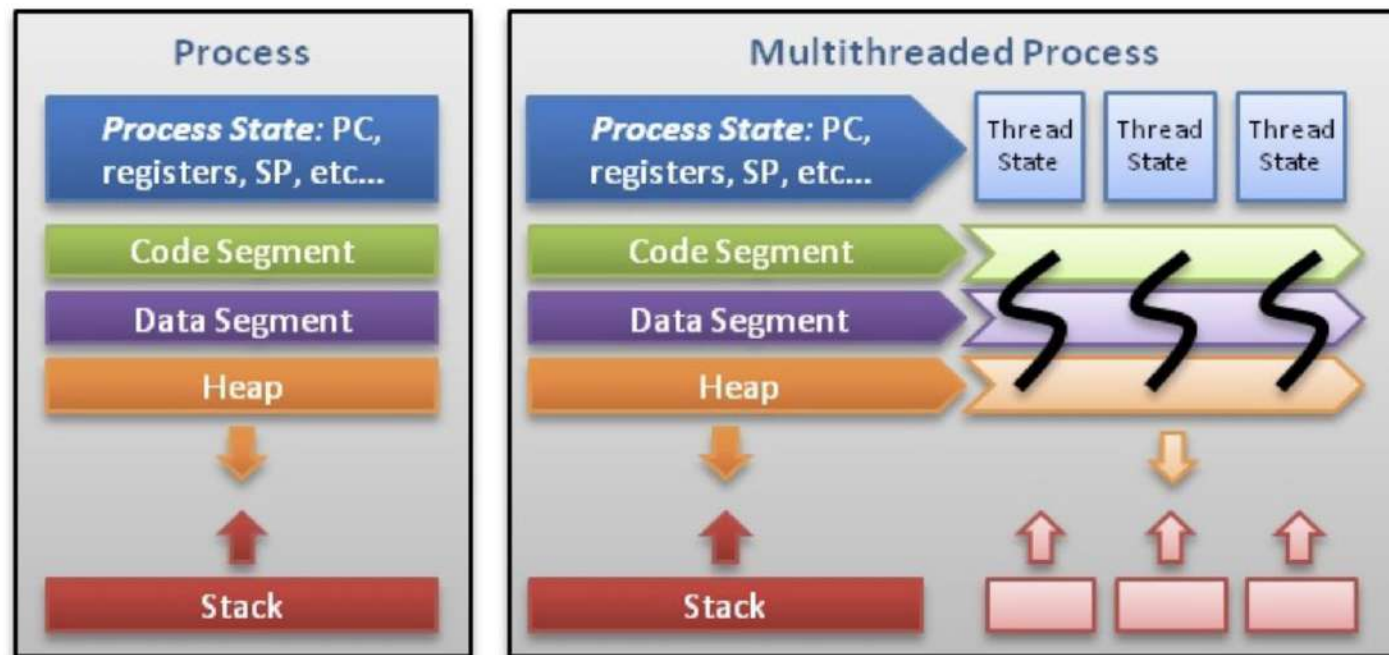 Process
Process State: PC,
registers, SP, etc...
Code Segment
Data Segment
Heap
Stack
Multithreaded Process
Process State: PC,
registers, SP, etc...
Thread
State
Thread
State
Thread
State
Code Segment
Data Segment
Heap
Stack